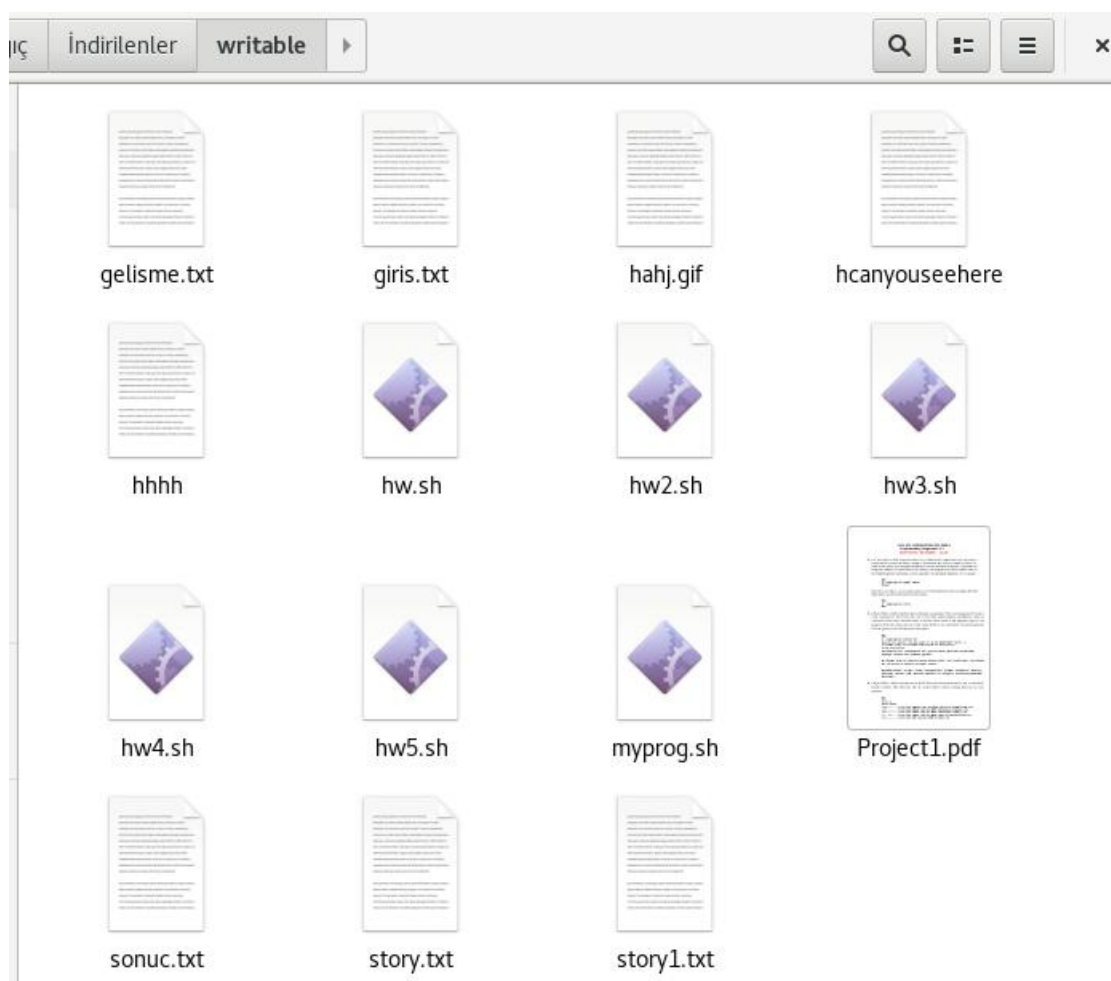 İndirilenler writable
gelisme.txt giris.txt hahj.gif hcanyouseehere
hhhh hw.sh hw2.sh hw3.sh
hw4.sh hw5.sh myprog.sh Project1.pdf
sonuc.txt story.txt story1.txt